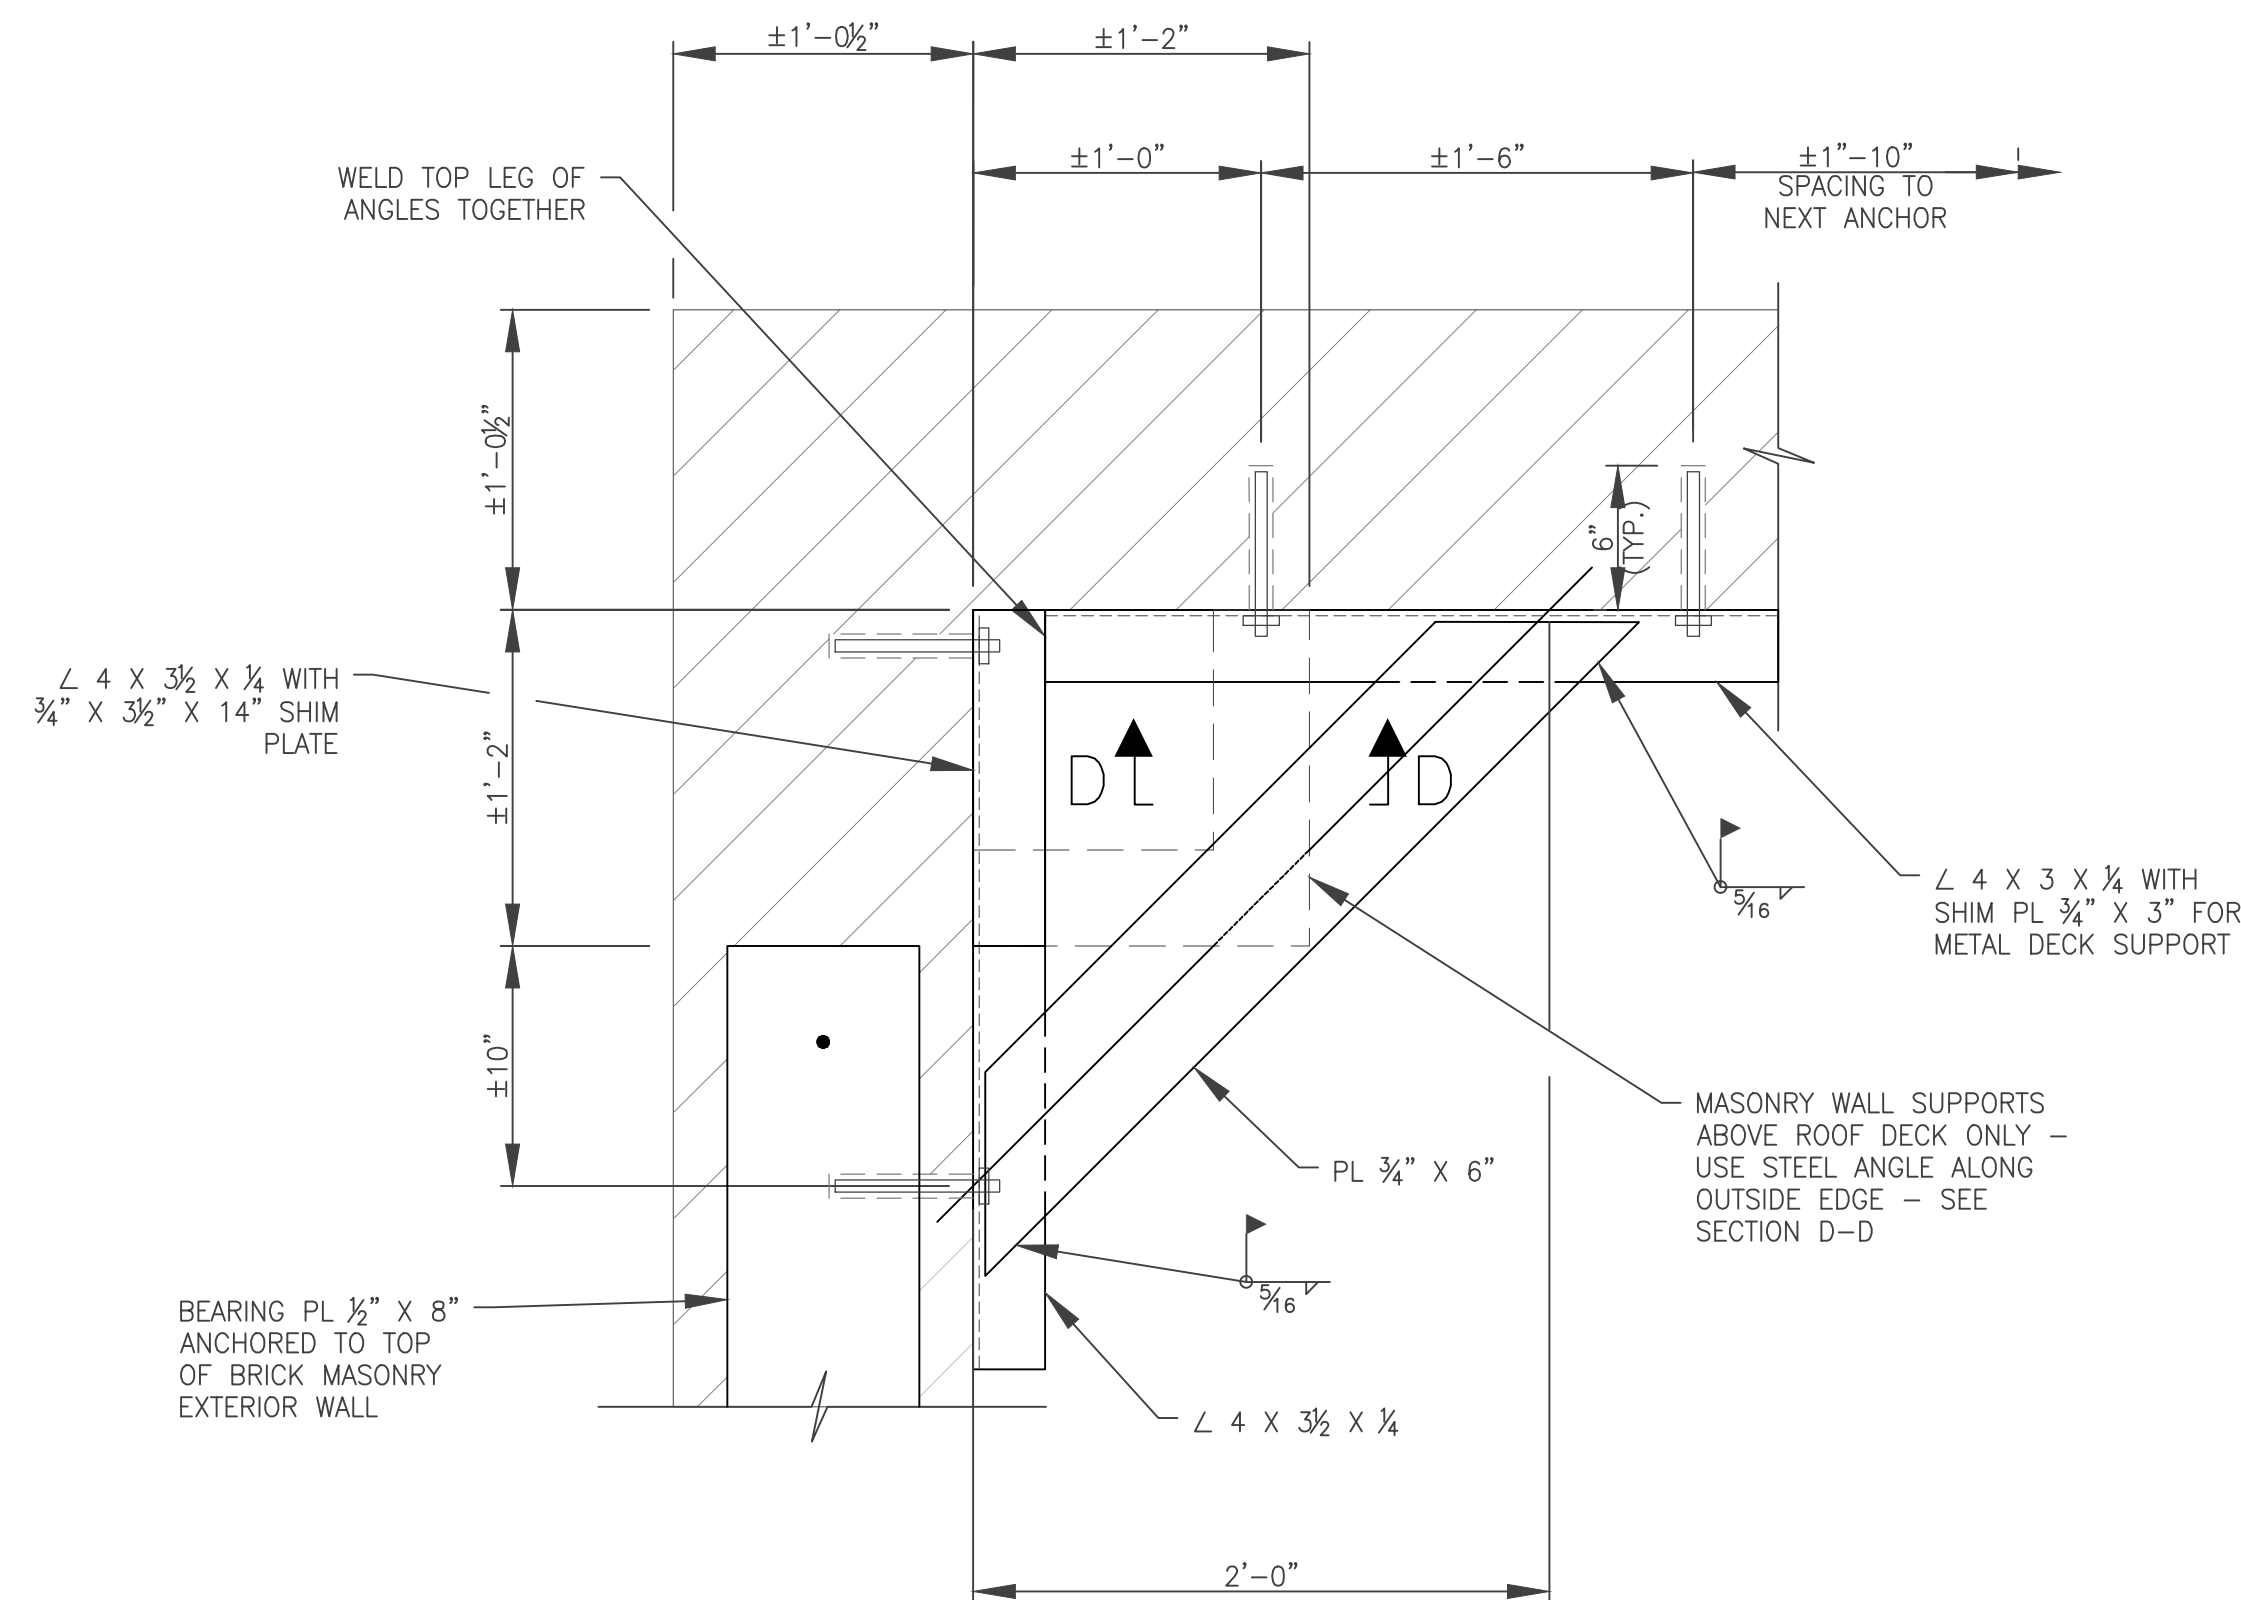 ±1'-0½"
±1'-2"
±1'-0"
±1'-6"
±1"-10"
SPACING TO
NEXT ANCHOR
WELD TOP LEG OF
ANGLES TOGETHER
±1'-0½"
6"
(TYP.)
∠ 4 X 3½ X ¼ WITH
¾" X 3½" X 14" SHIM
PLATE
±1'-2"
D
D
5/16
∠ 4 X 3 X ¼ WITH
SHIM PL ¾" X 3" FOR
METAL DECK SUPPORT
±10"
MASONRY WALL SUPPORTS
ABOVE ROOF DECK ONLY –
USE STEEL ANGLE ALONG
OUTSIDE EDGE – SEE
SECTION D–D
PL ¾" X 6"
5/16
BEARING PL ½" X 8"
ANCHORED TO TOP
OF BRICK MASONRY
EXTERIOR WALL
∠ 4 X 3½ X ¼
2'-0"